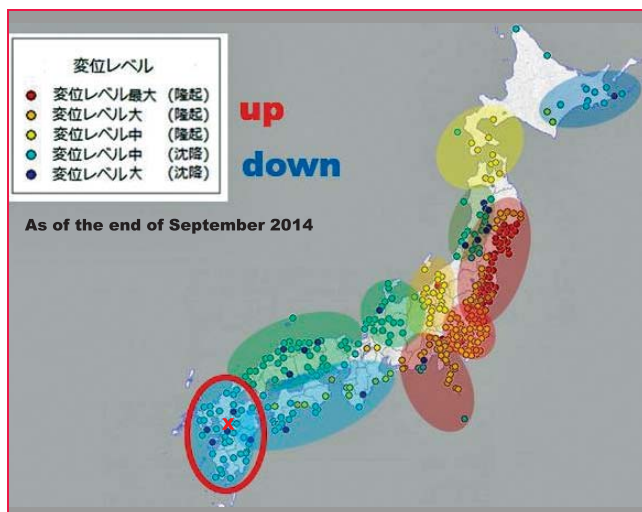 変位レベル
変位レベル最大 (隆起)
変位レベル大 (隆起)
変位レベル中 (隆起)
変位レベル中 (沈降)
変位レベル大 (沈降)
up
down
As of the end of September 2014
x